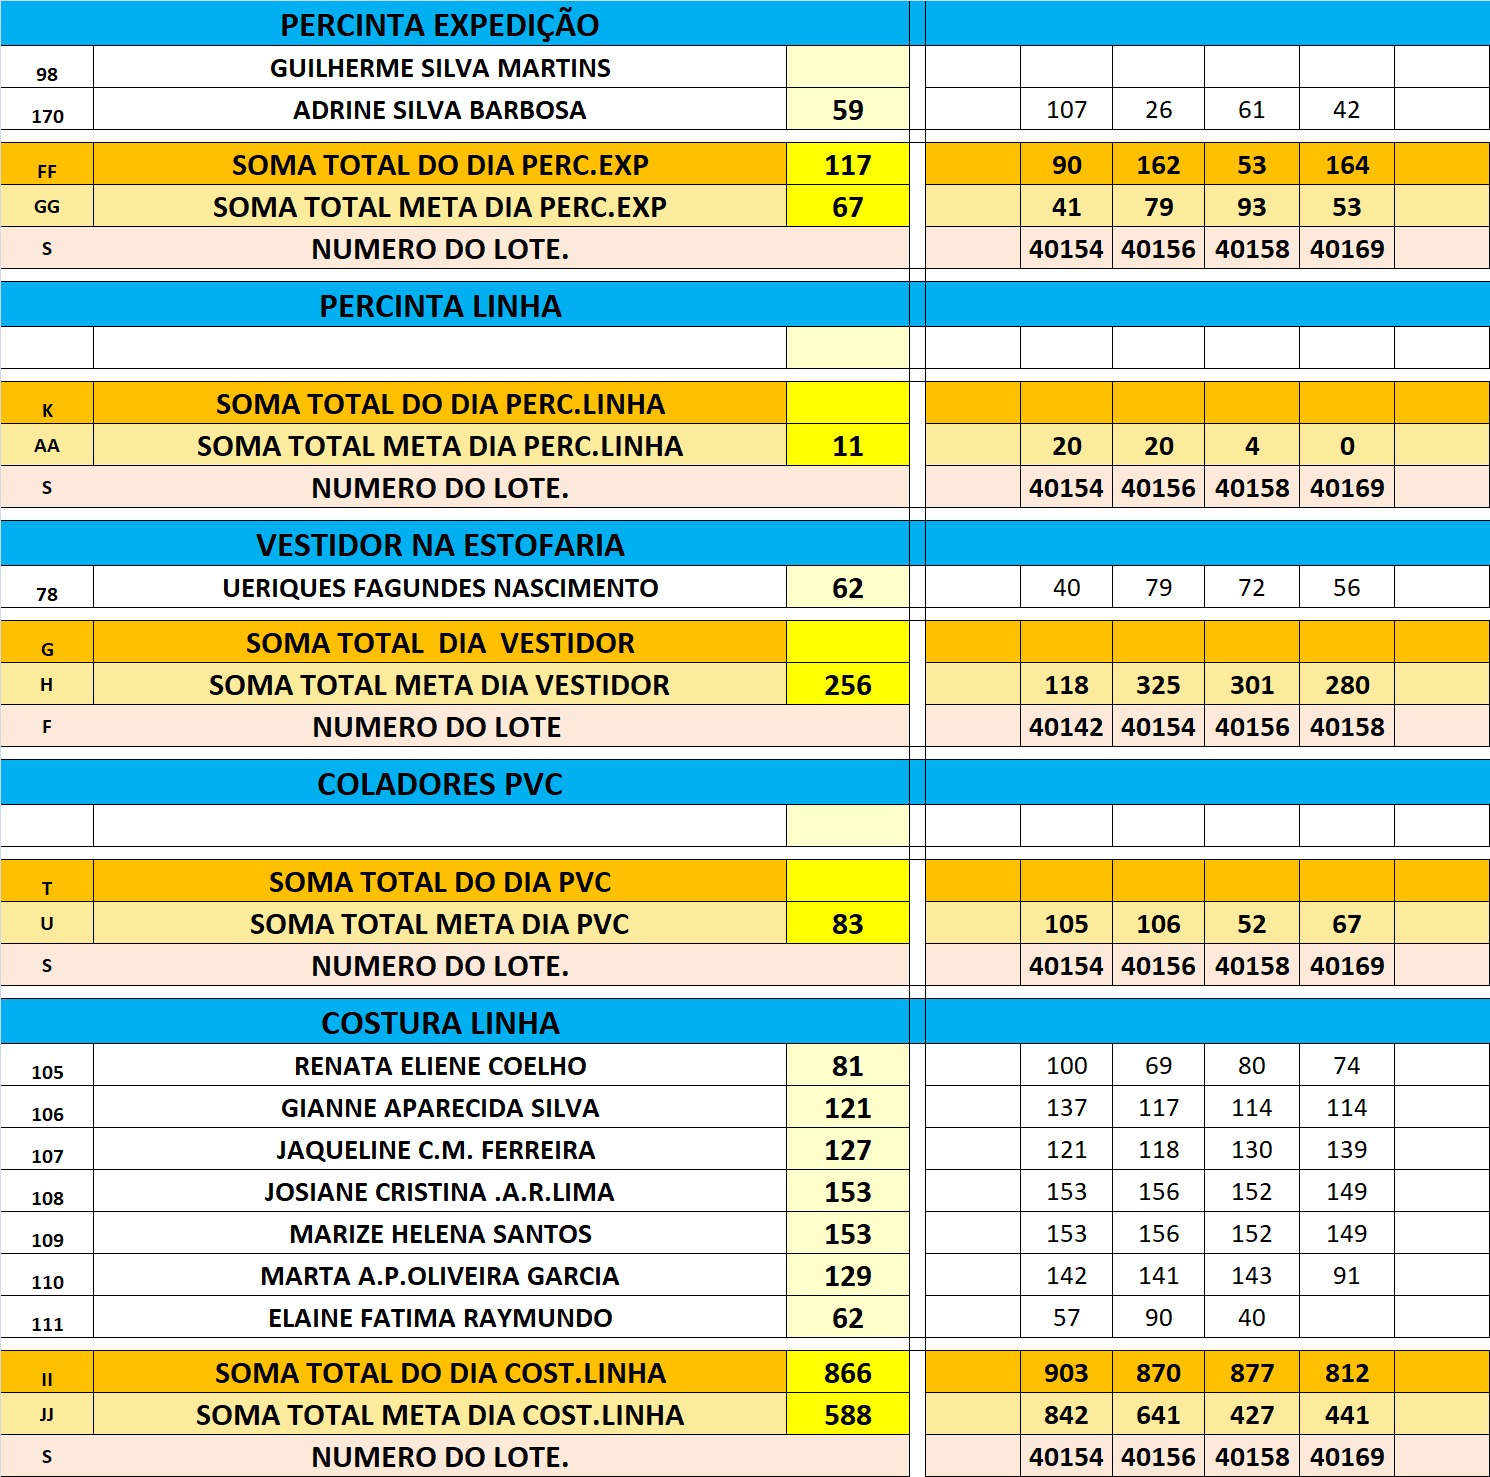 PERCINTA EXPEDIÇÃO
98 GUILHERME SILVA MARTINS
170 ADRINE SILVA BARBOSA 59 107 26 61 42
FF SOMA TOTAL DO DIA PERC.EXP 117 90 162 53 164
GG SOMA TOTAL META DIA PERC.EXP 67 41 79 93 53
S NUMERO DO LOTE. 40154 40156 40158 40169
PERCINTA LINHA
K SOMA TOTAL DO DIA PERC.LINHA
AA SOMA TOTAL META DIA PERC.LINHA 11 20 20 4 0
S NUMERO DO LOTE. 40154 40156 40158 40169
VESTIDOR NA ESTOFARIA
78 UERIQUES FAGUNDES NASCIMENTO 62 40 79 72 56
G SOMA TOTAL DIA VESTIDOR
H SOMA TOTAL META DIA VESTIDOR 256 118 325 301 280
F NUMERO DO LOTE 40142 40154 40156 40158
COLADORES PVC
T SOMA TOTAL DO DIA PVC
U SOMA TOTAL META DIA PVC 83 105 106 52 67
S NUMERO DO LOTE. 40154 40156 40158 40169
COSTURA LINHA
105 RENATA ELIENE COELHO 81 100 69 80 74
106 GIANNE APARECIDA SILVA 121 137 117 114 114
107 JAQUELINE C.M. FERREIRA 127 121 118 130 139
108 JOSIANE CRISTINA .A.R.LIMA 153 153 156 152 149
109 MARIZE HELENA SANTOS 153 153 156 152 149
110 MARTA A.P.OLIVEIRA GARCIA 129 142 141 143 91
111 ELAINE FATIMA RAYMUNDO 62 57 90 40
II SOMA TOTAL DO DIA COST.LINHA 866 903 870 877 812
JJ SOMA TOTAL META DIA COST.LINHA 588 842 641 427 441
S NUMERO DO LOTE. 40154 40156 40158 40169